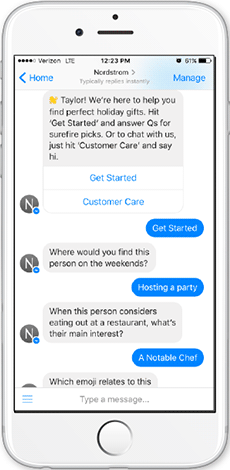 Verizon LTE 12:23 PM 61%
Home Nordstrom > Manage
Typically replies instantly
👋 Taylor! We're here to help you
find perfect holiday gifts. Hit
'Get Started' and answer Qs for
surefire picks. Or to chat with us,
just hit 'Customer Care' and say
hi.
Get Started
Customer Care
N
Get Started
Where would you find this
person on the weekends?
N
Hosting a party
When this person considers
eating out at a restaurant, what's
their main interest?
N
A Notable Chef
Which emoji relates to this
Type a message...